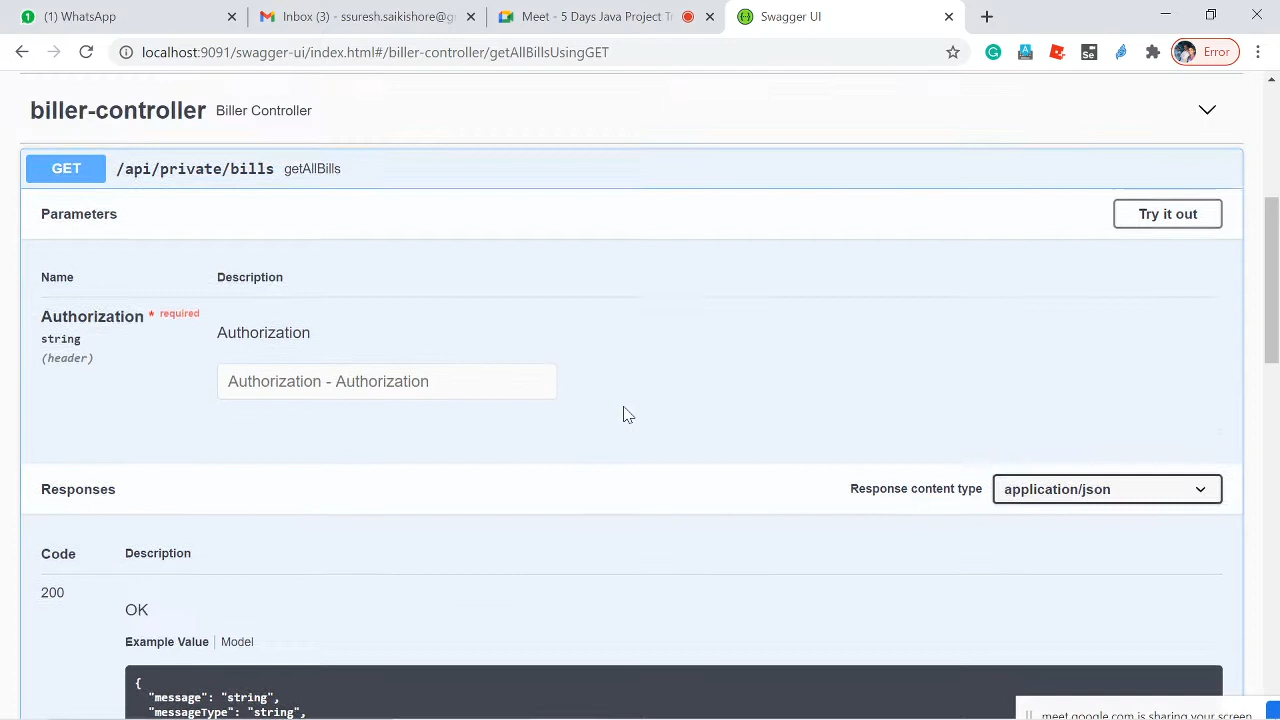 (1) WhatsApp
Inbox (3) - ssuresh.saikishore@g
Meet - 5 Days Java Project T
Swagger UI
localhost:9091/swagger-ui/index.html#/biller-controller/getAllBillsUsingGET
Error
biller-controller Biller Controller
GET /api/private/bills getAllBills
Parameters
Try it out
Name Description
Authorization * required
string
(header)
Authorization
Authorization - Authorization
Responses
Response content type
application/json
Code Description
200
OK
Example Value Model
{
"message": "string",
"messageType": "string",
meet.google.com is sharing your screen.